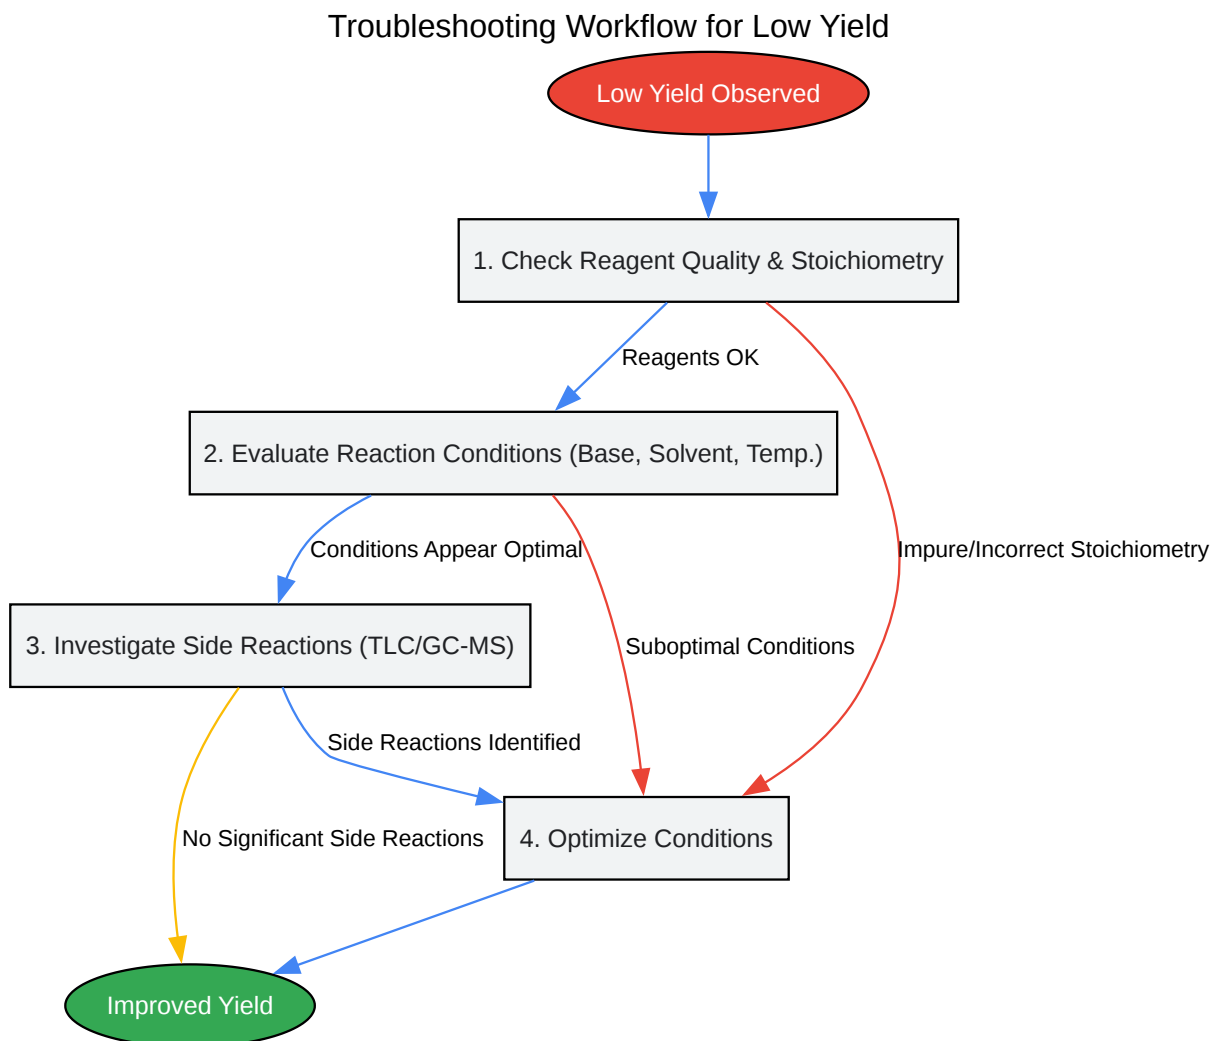 Troubleshooting Workflow for Low Yield
Low Yield Observed
1. Check Reagent Quality & Stoichiometry
Reagents OK
2. Evaluate Reaction Conditions (Base, Solvent, Temp.)
Conditions Appear Optimal
Impure/Incorrect Stoichiometry
3. Investigate Side Reactions (TLC/GC-MS)
Suboptimal Conditions
Side Reactions Identified
No Significant Side Reactions
4. Optimize Conditions
Improved Yield